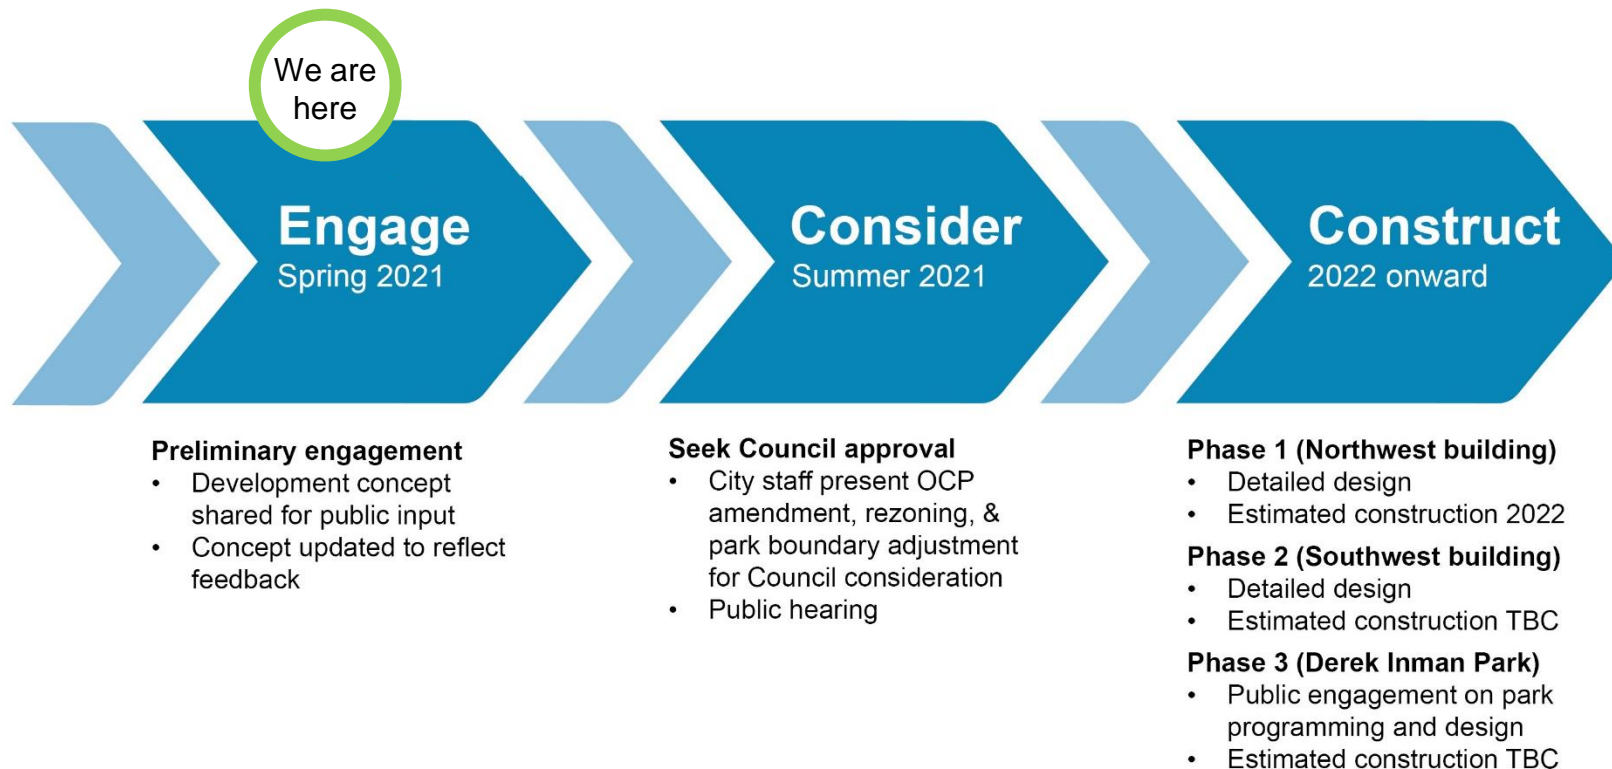 We are
here
Engage
Spring 2021
Consider
Summer 2021
Construct
2022 onward
Preliminary engagement
• Development concept
shared for public input
• Concept updated to reflect
feedback
Seek Council approval
• City staff present OCP
amendment, rezoning, &
park boundary adjustment
for Council consideration
• Public hearing
Phase 1 (Northwest building)
• Detailed design
• Estimated construction 2022
Phase 2 (Southwest building)
• Detailed design
• Estimated construction TBC
Phase 3 (Derek Inman Park)
• Public engagement on park
programming and design
• Estimated construction TBC